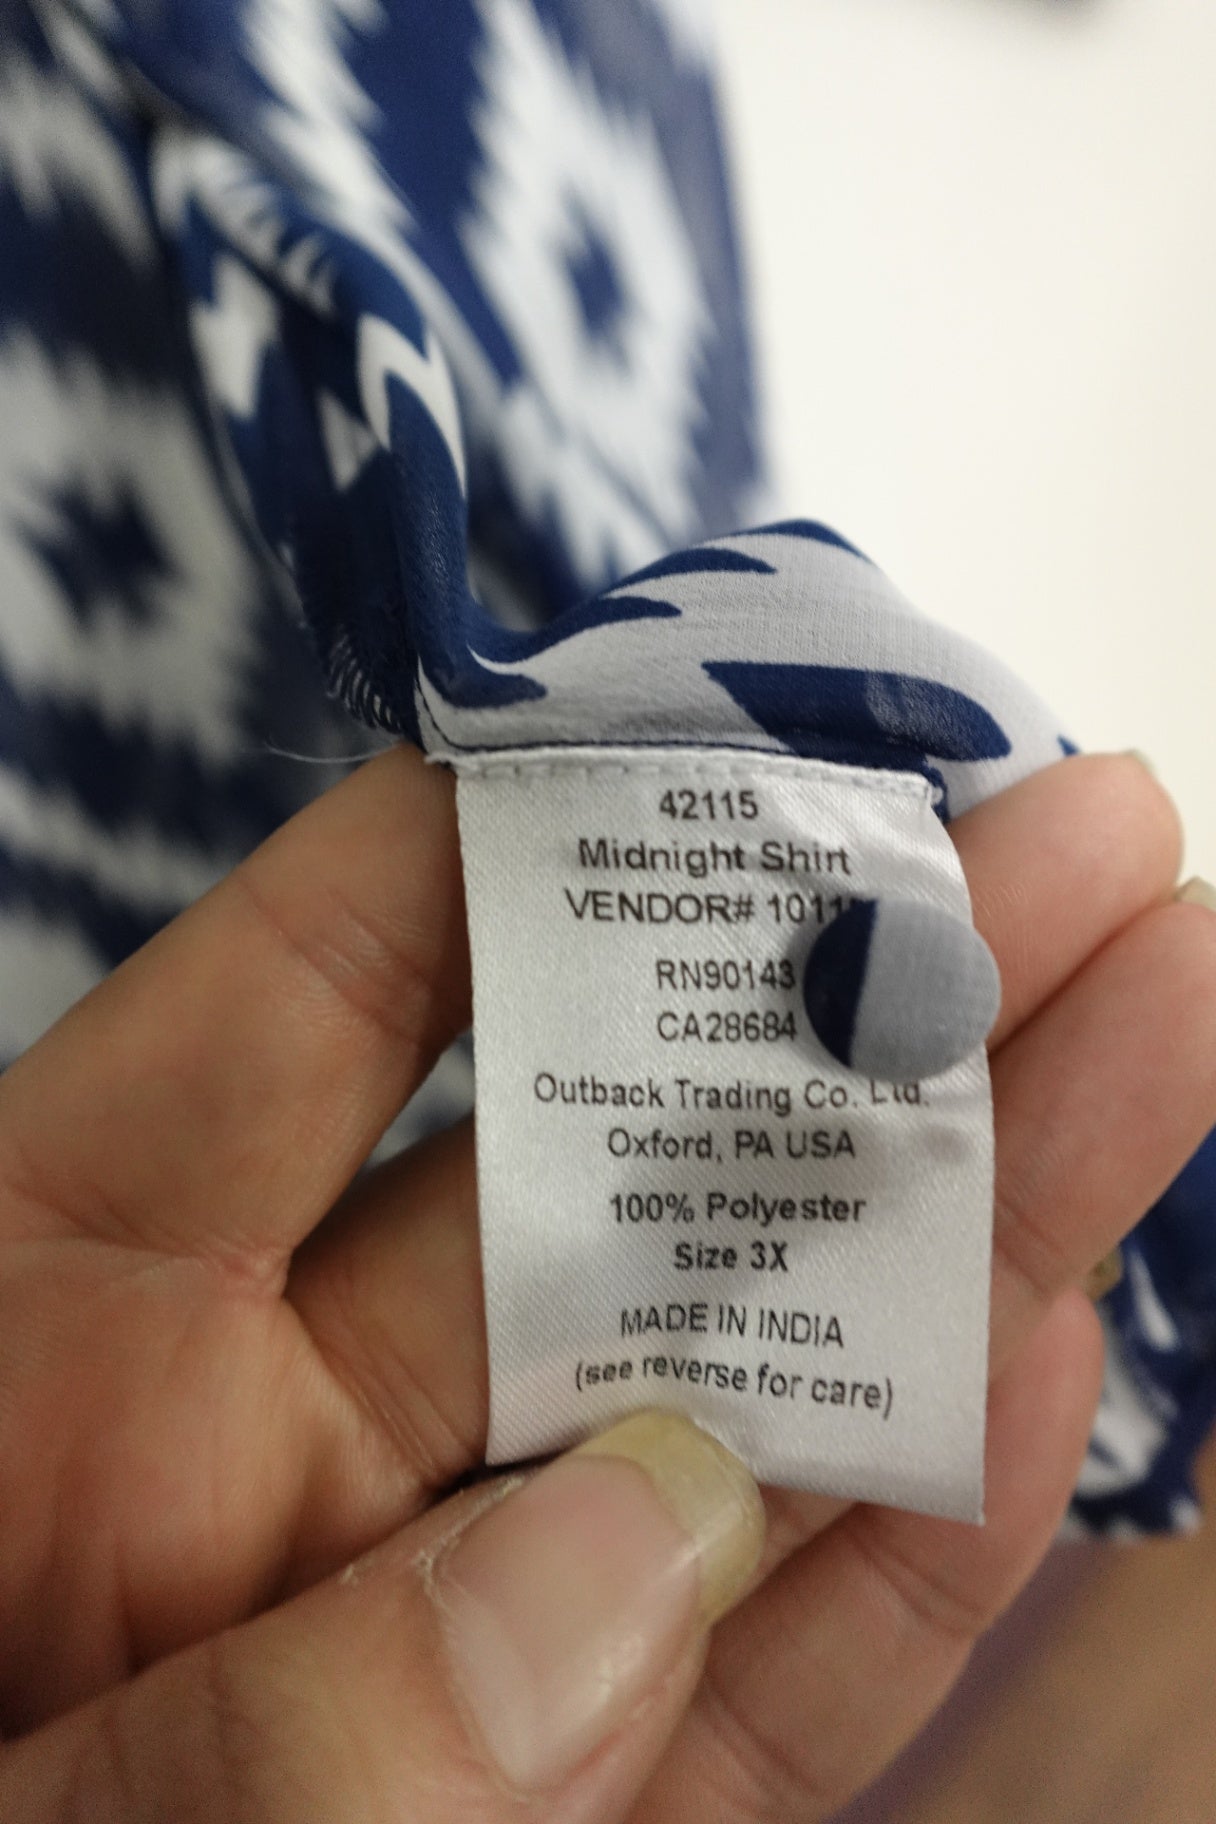 42115
Midnight Shirt
VENDOR#
RN90143
CA28684
Outback Trading Co. Ltd.
Oxford, PA USA
100% Polyester
Size 3X
MADE IN INDIA
(see reverse for care)